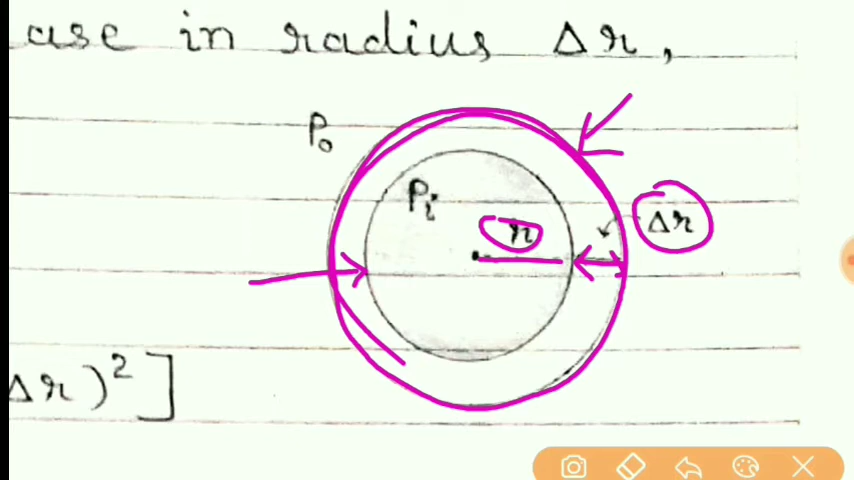 ase in radius Δr,
P₀
Pᵢ
r
Δr
Δr)²]